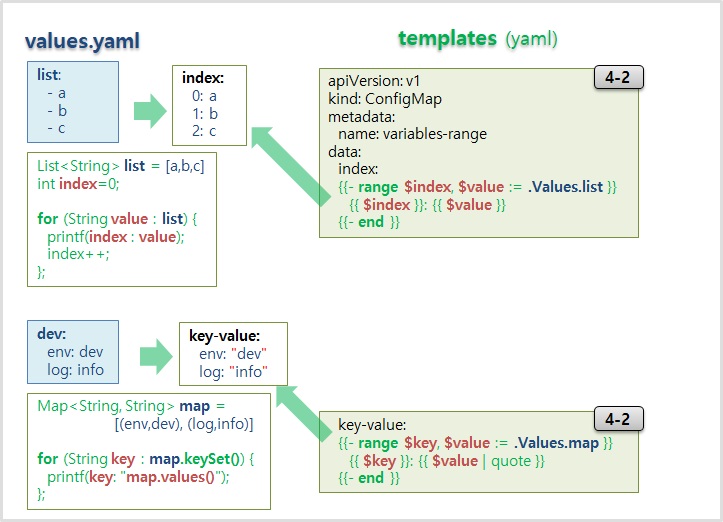 values.yaml
list:
- a
- b
- c
index:
0: a
1: b
2: c
List<String> list = [a,b,c]
int index=0;
for (String value : list) {
printf(index : value);
index++;
};
templates (yaml)
4-2
apiVersion: v1
kind: ConfigMap
metadata:
name: variables-range
data:
index:
{{- range $index, $value := .Values.list }}
{{ $index }}: {{ $value }}
{{- end }}
dev:
env: dev
log: info
key-value:
env: "dev"
log: "info"
Map<String, String> map =
[(env,dev), (log,info)]
for (String key : map.keySet()) {
printf(key: "map.values()");
};
4-2
key-value:
{{- range $key, $value := .Values.map }}
{{ $key }}: {{ $value | quote }}
{{- end }}